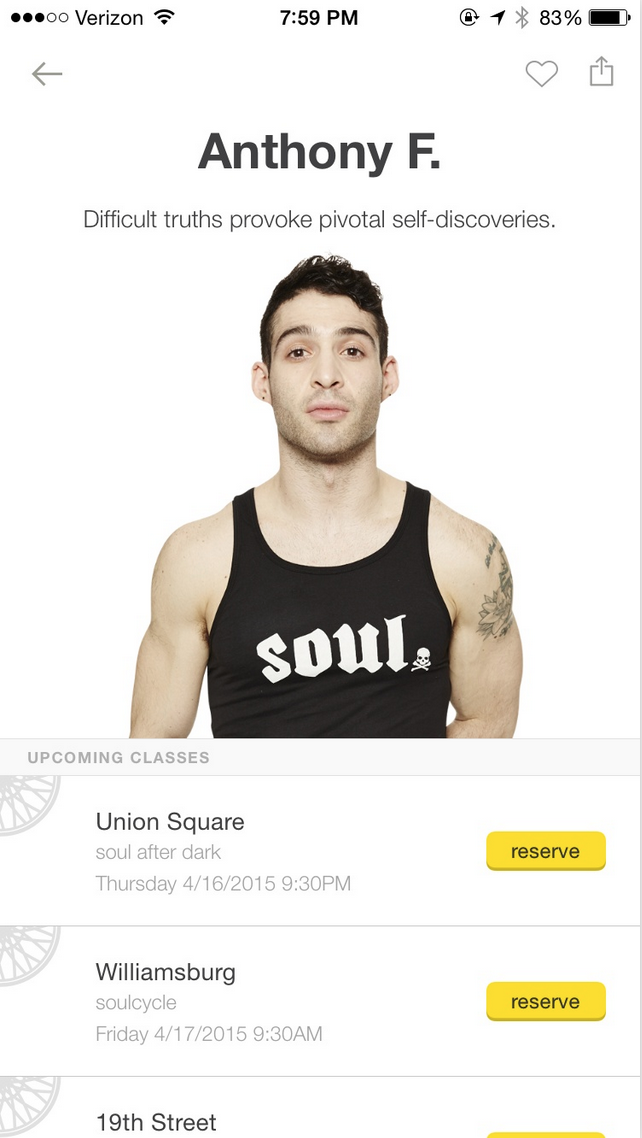 Verizon 7:59 PM 83%
Anthony F.
Difficult truths provoke pivotal self-discoveries.
soul.
UPCOMING CLASSES
Union Square
soul after dark
Thursday 4/16/2015 9:30PM
reserve
Williamsburg
soulcycle
Friday 4/17/2015 9:30AM
reserve
19th Street